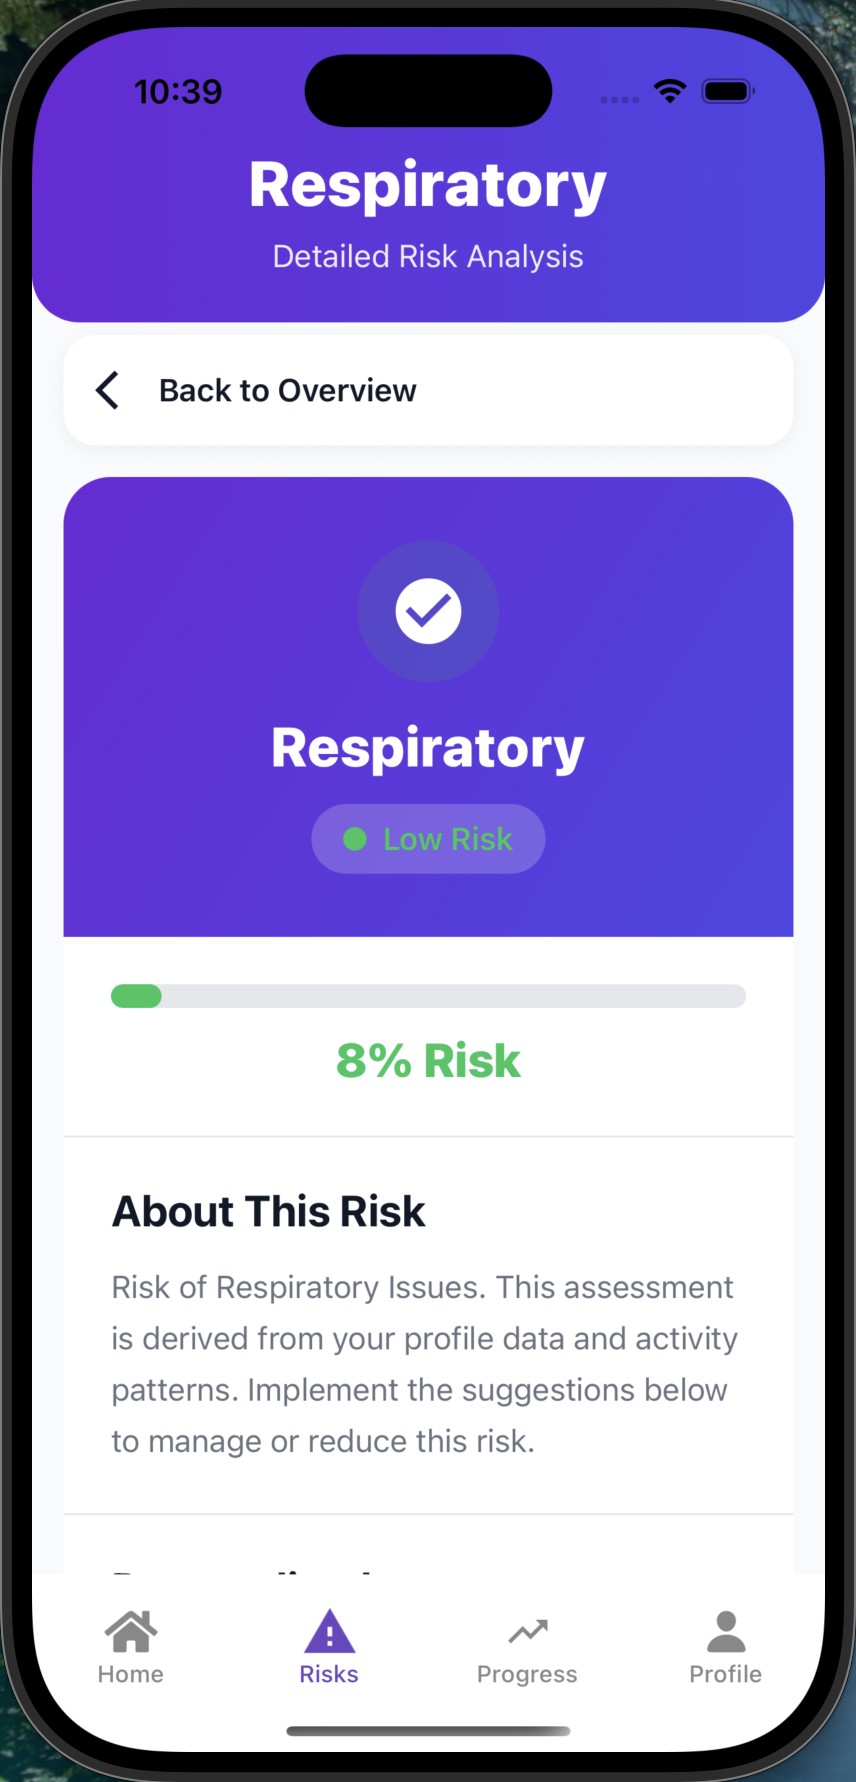 10:39
Respiratory
Detailed Risk Analysis
Back to Overview
Respiratory
Low Risk
8% Risk
About This Risk
Risk of Respiratory Issues. This assessment
is derived from your profile data and activity
patterns. Implement the suggestions below
to manage or reduce this risk.
Home Risks Progress Profile